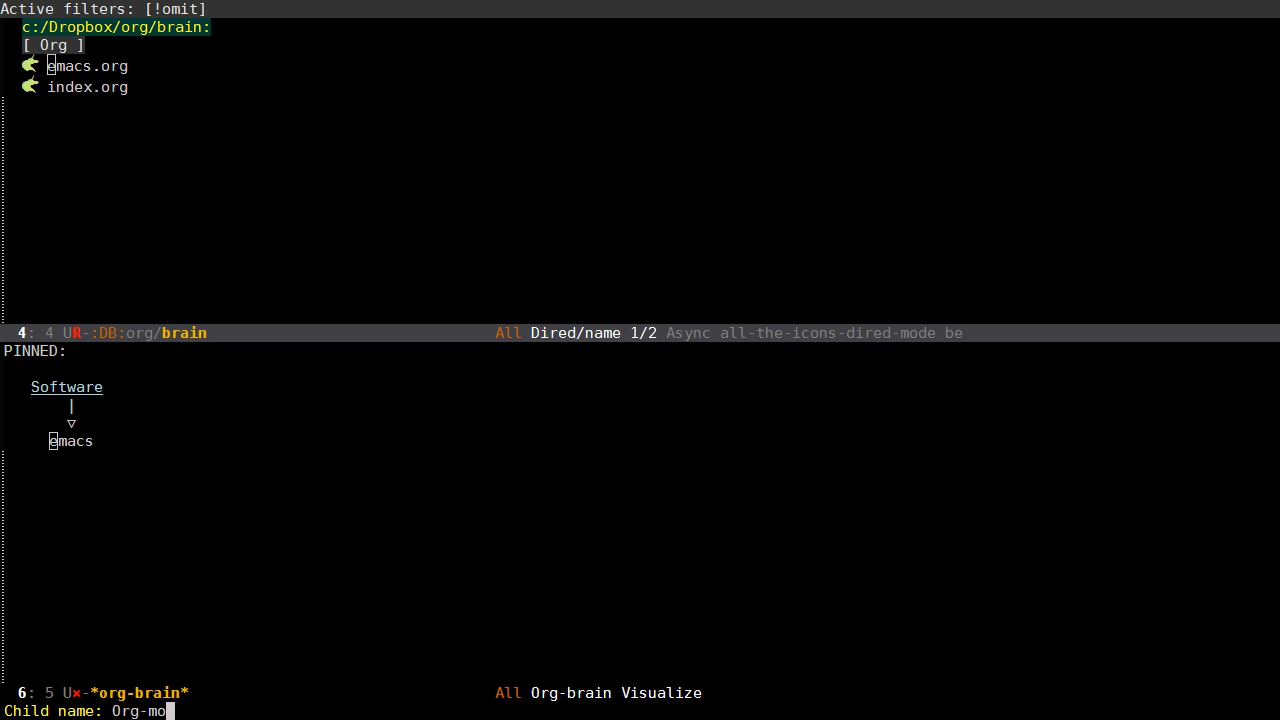 Active filters: [!omit]
c:/Dropbox/org/brain:
[ Org ]
emacs.org
index.org
4: 4 UR-:DB:org/brain All Dired/name 1/2 Async all-the-icons-dired-mode be
PINNED:
Software
|
▽
emacs
6: 5 U×-*org-brain* All Org-brain Visualize
Child name: Org-mo